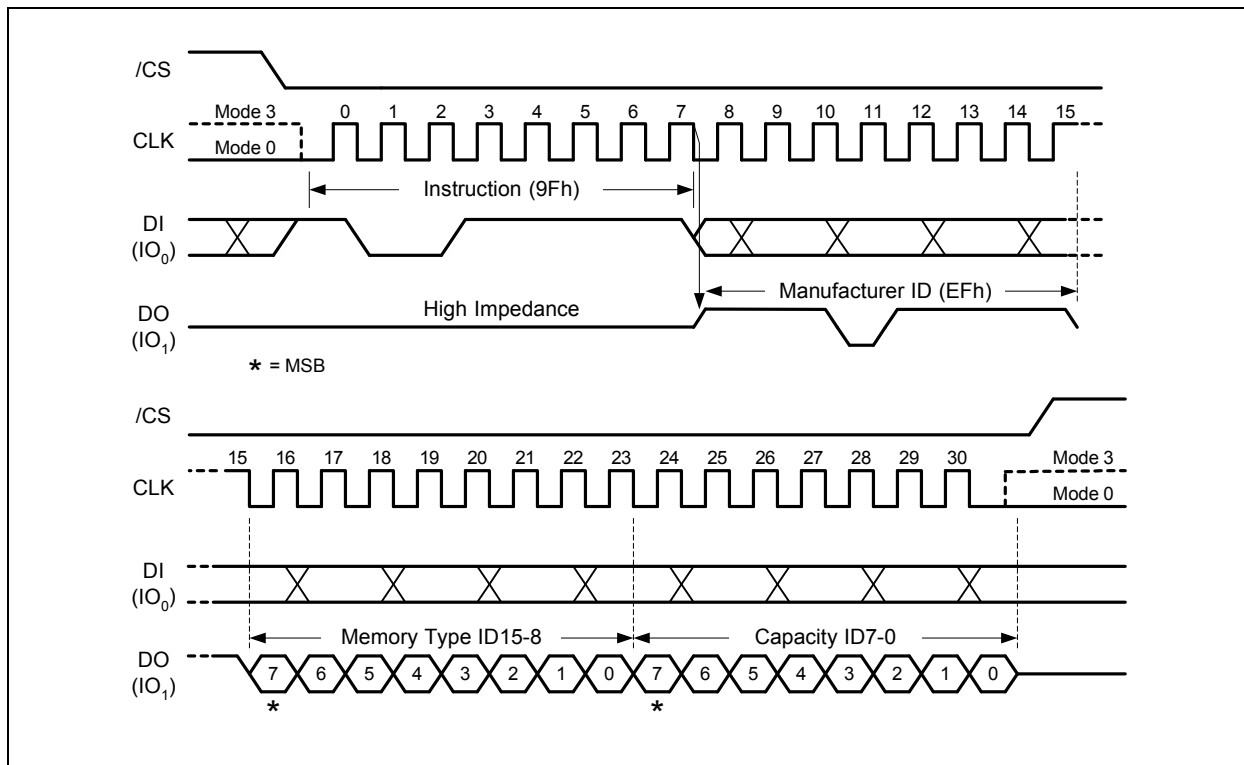 /CS
Mode 3
0 1 2 3 4 5 6 7 8 9 10 11 12 13 14 15
CLK
Mode 0
Instruction (9Fh)
DI
(IO₀)
Manufacturer ID (EFh)
High Impedance
DO
(IO₁)
* = MSB
/CS
15 16 17 18 19 20 21 22 23 24 25 26 27 28 29 30
Mode 3
CLK
Mode 0
DI
(IO₀)
Memory Type ID15-8
Capacity ID7-0
DO
(IO₁)
7 6 5 4 3 2 1 0 7 6 5 4 3 2 1 0
* *